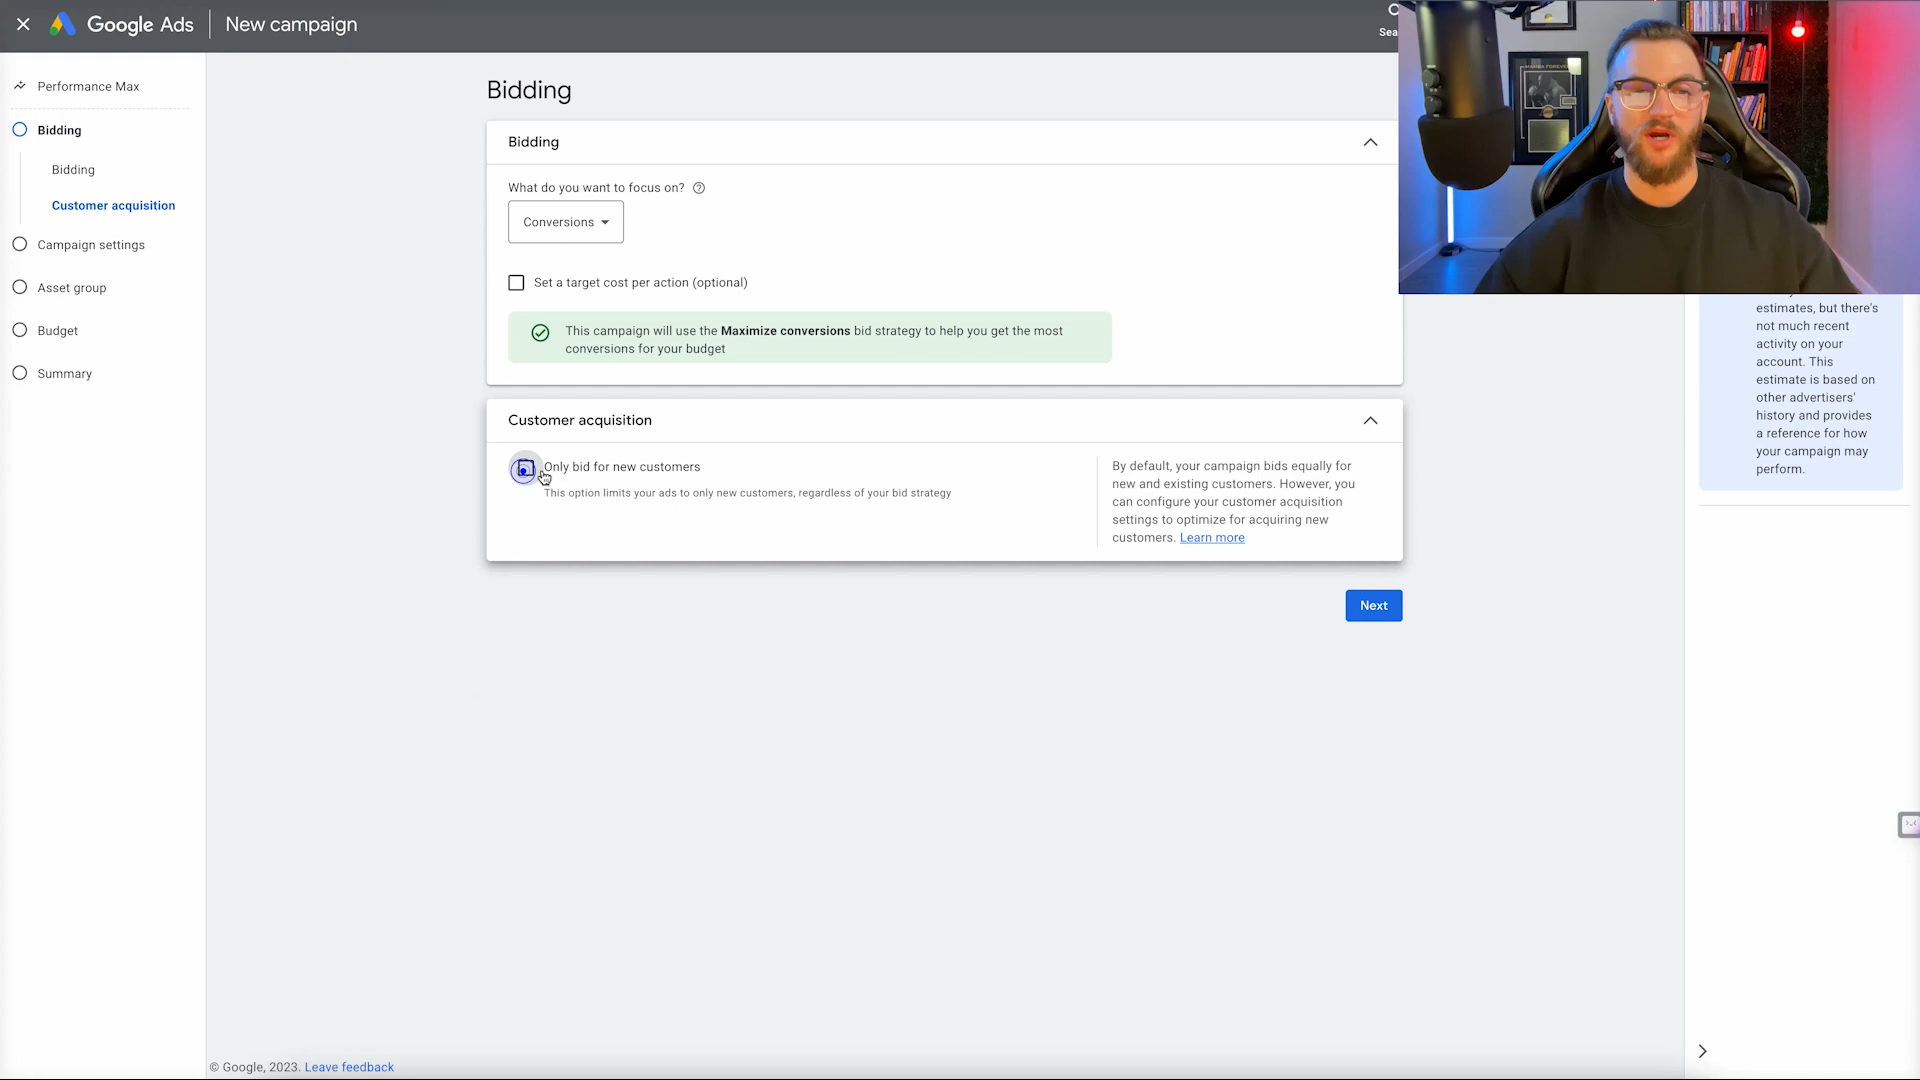 Google Ads
New campaign
Sea
Performance Max
Bidding
Bidding
Customer acquisition
Campaign settings
Asset group
Budget
Summary
Bidding
Bidding
What do you want to focus on?
Conversions
Set a target cost per action (optional)
This campaign will use the Maximize conversions bid strategy to help you get the most
conversions for your budget
Customer acquisition
Only bid for new customers
This option limits your ads to only new customers, regardless of your bid strategy
By default, your campaign bids equally for
new and existing customers. However, you
can configure your customer acquisition
settings to optimize for acquiring new
customers. Learn more
Next
estimates, but there's
not much recent
activity on your
account. This
estimate is based on
other advertisers'
history and provides
a reference for how
your campaign may
perform.
© Google, 2023. Leave feedback